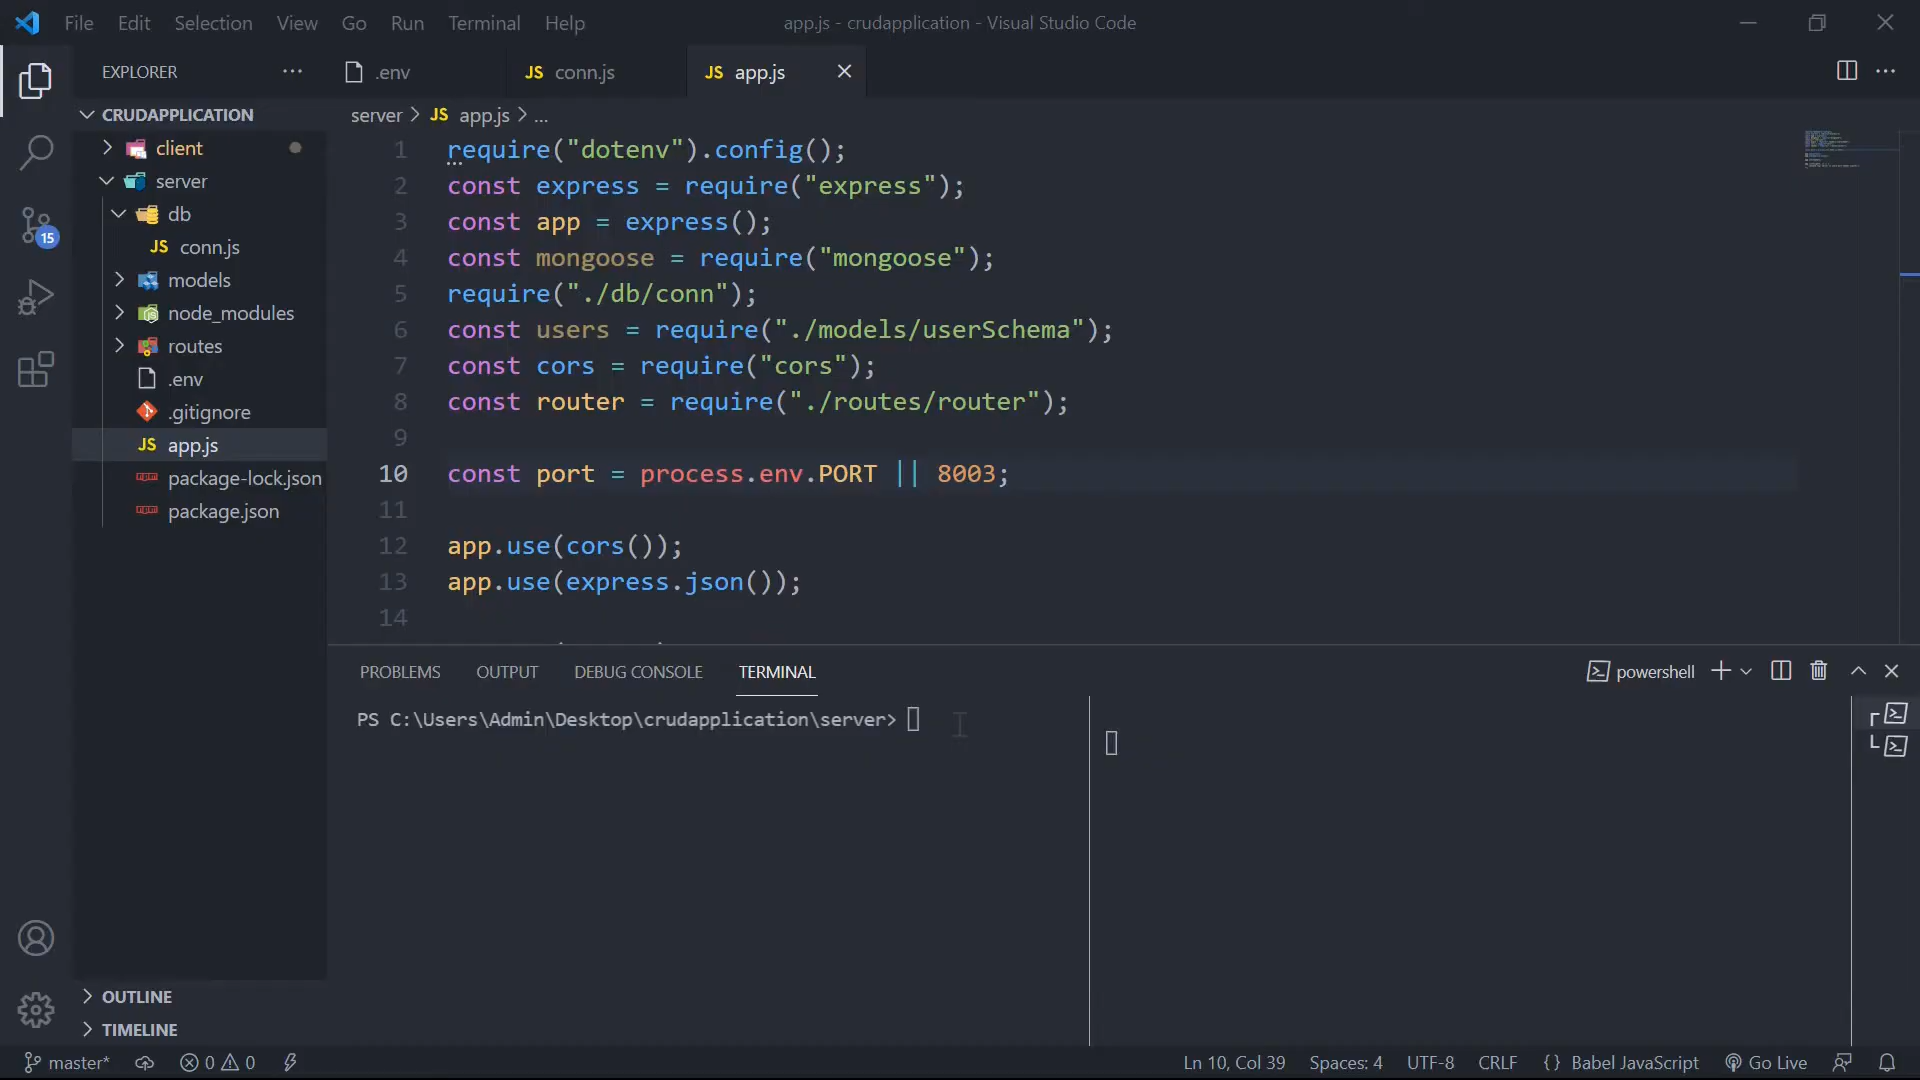 File Edit Selection View Go Run Terminal Help
app.js - crudapplication - Visual Studio Code
EXPLORER
.env
JS conn.js
JS app.js
CRUDAPPLICATION
client
server
db
JS conn.js
models
node_modules
routes
.env
.gitignore
JS app.js
package-lock.json
package.json
OUTLINE
TIMELINE
15
server > JS app.js > ...
1 require("dotenv").config();
2 const express = require("express");
3 const app = express();
4 const mongoose = require("mongoose");
5 require("./db/conn");
6 const users = require("./models/userSchema");
7 const cors = require("cors");
8 const router = require("./routes/router");
9
10 const port = process.env.PORT || 8003;
11
12 app.use(cors());
13 app.use(express.json());
14
PROBLEMS OUTPUT DEBUG CONSOLE TERMINAL
powershell
PS C:\Users\Admin\Desktop\crudapplication\server>
master* 0 0
Ln 10, Col 39 Spaces: 4 UTF-8 CRLF {} Babel JavaScript Go Live